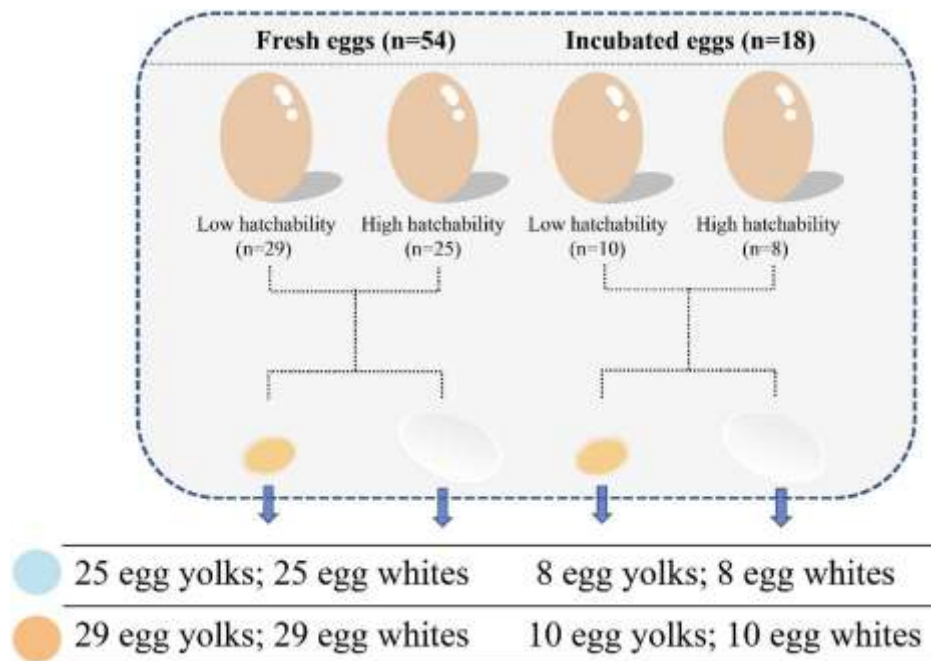 Fresh eggs (n=54) Incubated eggs (n=18)
Low hatchability High hatchability Low hatchability High hatchability
(n=29) (n=25) (n=10) (n=8)
25 egg yolks; 25 egg whites 8 egg yolks; 8 egg whites
29 egg yolks; 29 egg whites 10 egg yolks; 10 egg whites